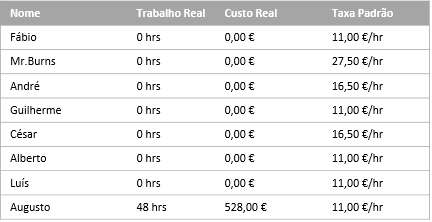 Nome Trabalho Real Custo Real Taxa Padrão
Fábio 0 hrs 0,00 € 11,00 €/hr
Mr.Burns 0 hrs 0,00 € 27,50 €/hr
André 0 hrs 0,00 € 16,50 €/hr
Guilherme 0 hrs 0,00 € 11,00 €/hr
César 0 hrs 0,00 € 16,50 €/hr
Alberto 0 hrs 0,00 € 11,00 €/hr
Luís 0 hrs 0,00 € 11,00 €/hr
Augusto 48 hrs 528,00 € 11,00 €/hr